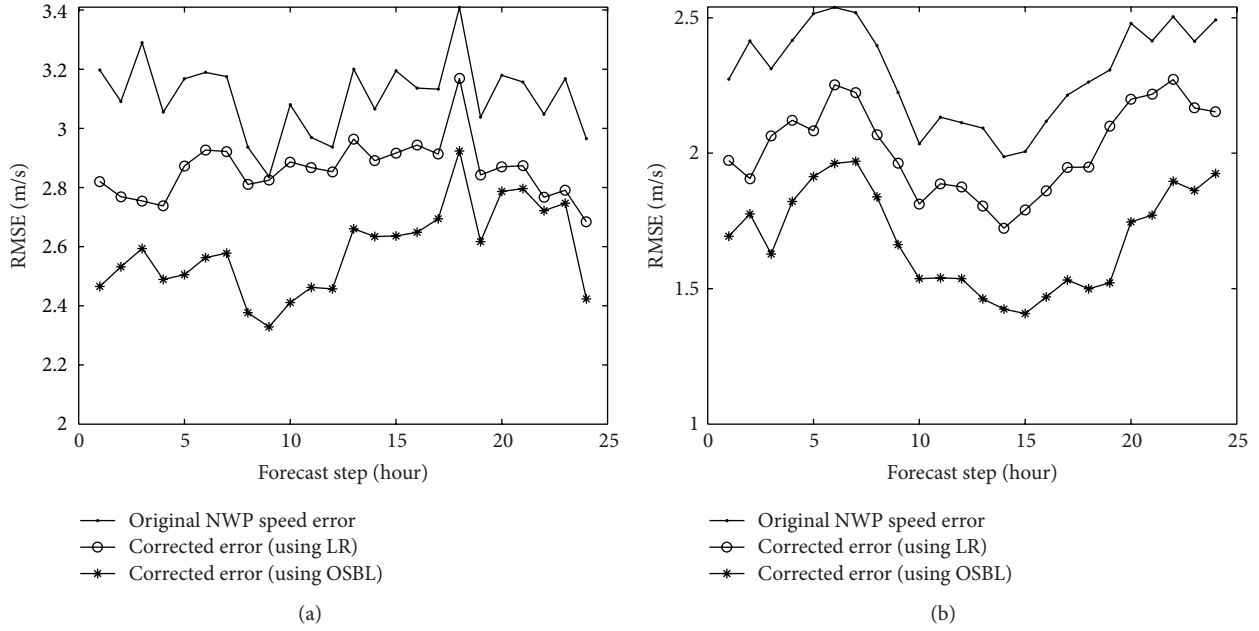 3.4
3.2
3
2.8
2.6
2.4
2.2
2
RMSE (m/s)
0
5
10
15
20
25
Forecast step (hour)
Original NWP speed error
Corrected error (using LR)
Corrected error (using OSBL)
(a)
2.5
2
1.5
1
RMSE (m/s)
0
5
10
15
20
25
Forecast step (hour)
Original NWP speed error
Corrected error (using LR)
Corrected error (using OSBL)
(b)